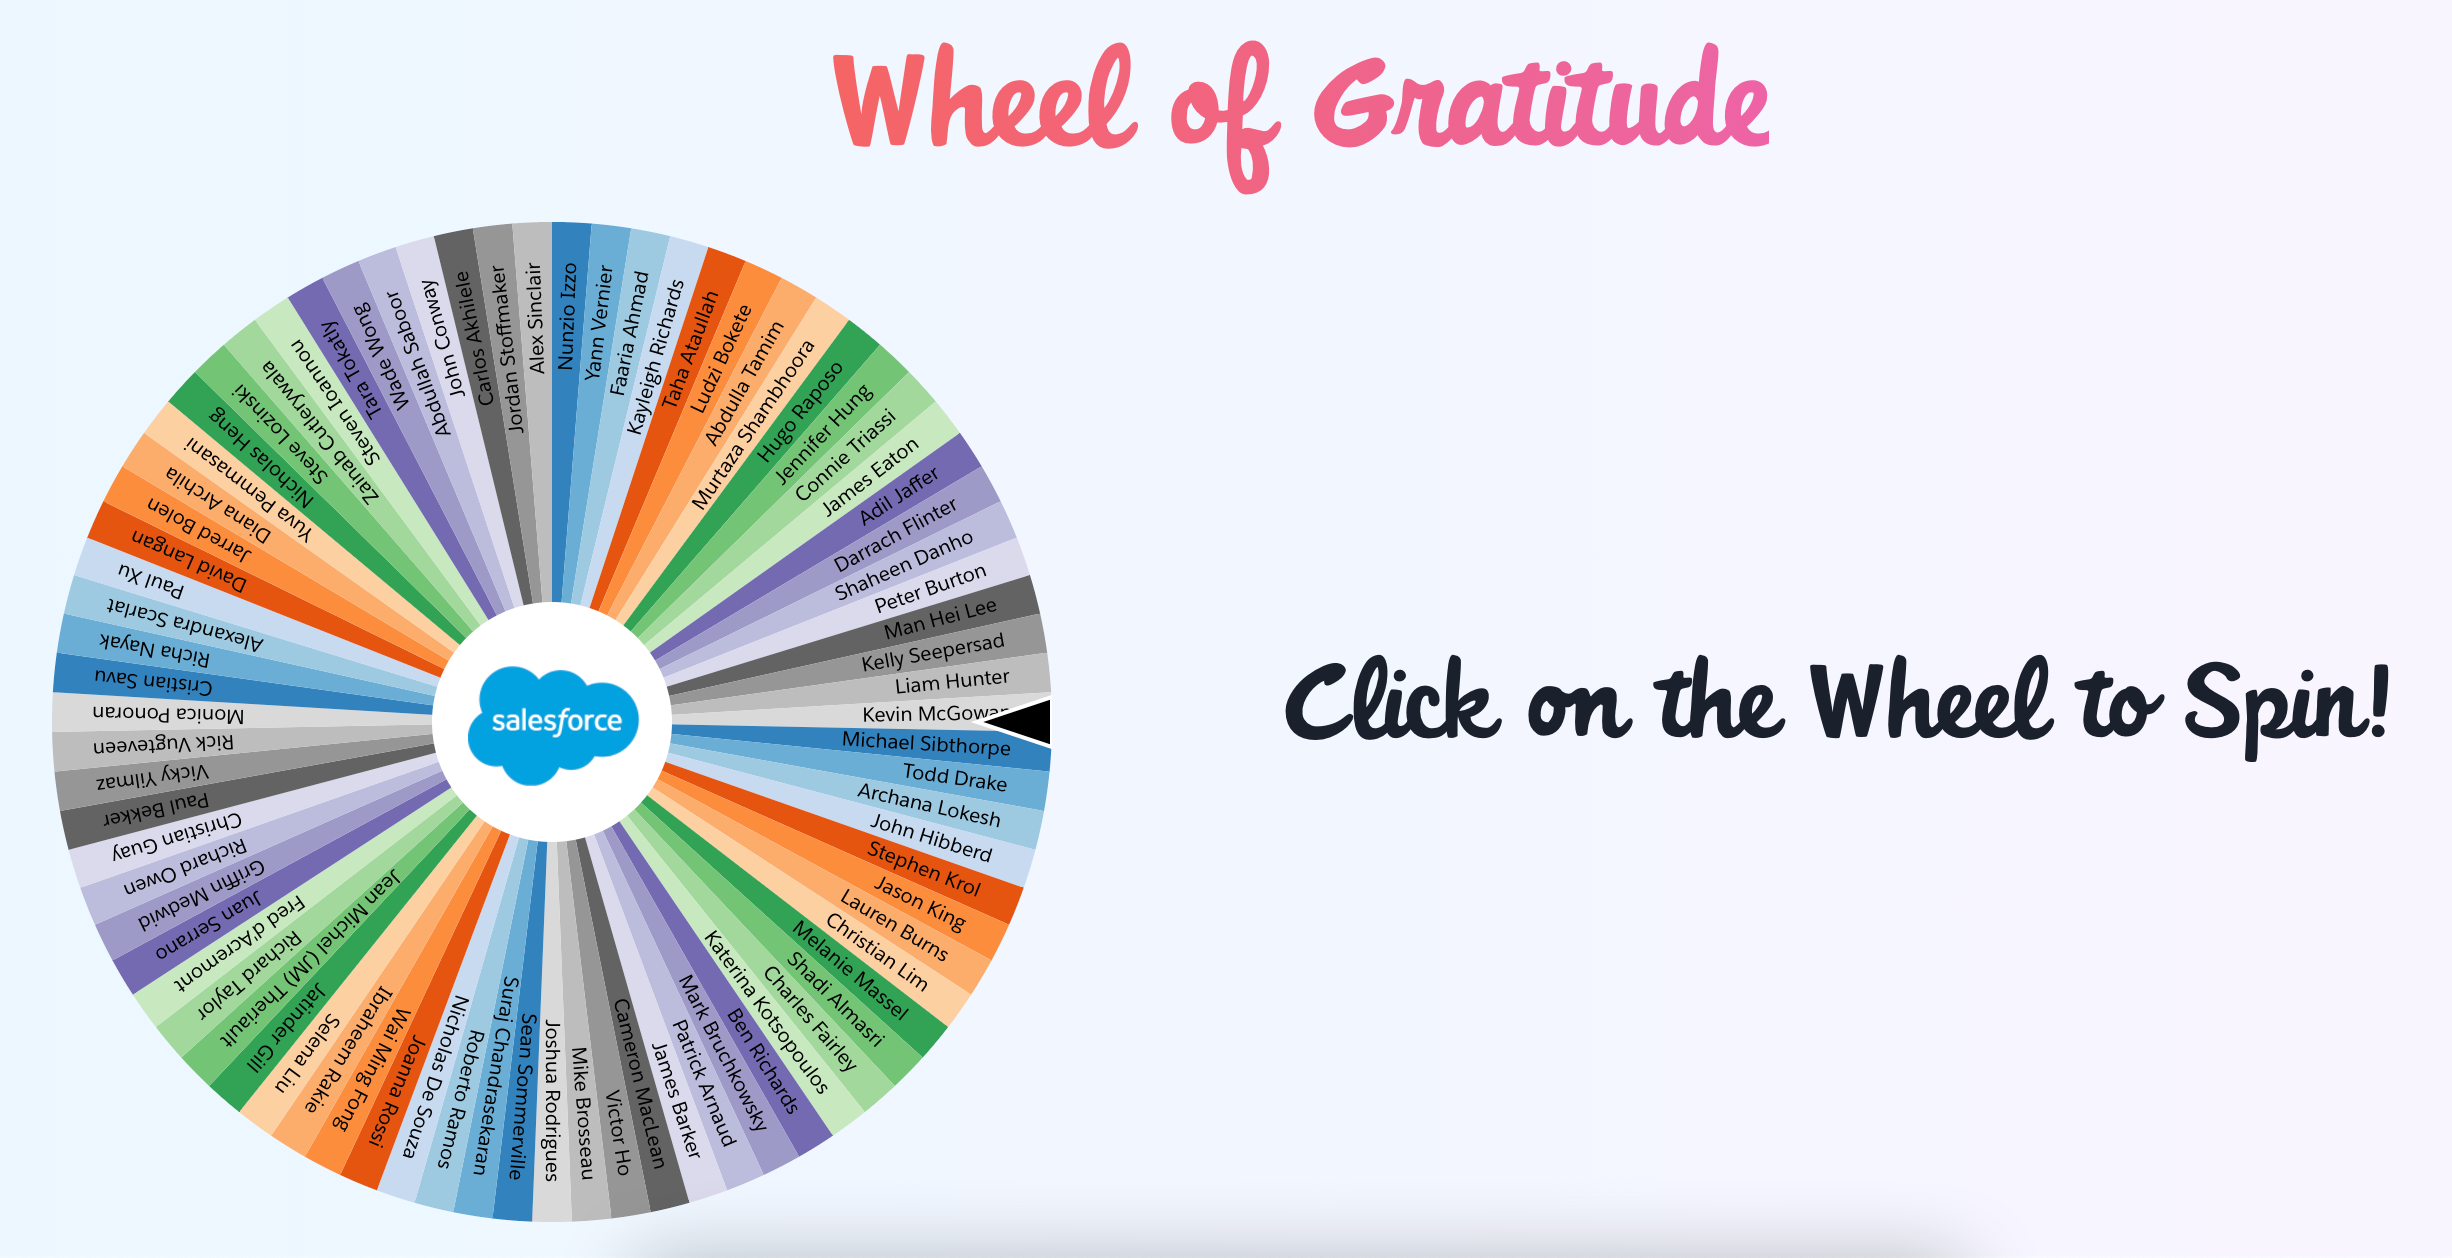 Wheel of Gratitude
Nunzio Izzo
Yann Vernier
Faaria Ahmad
Kayleigh Richards
Taha Ataullah
Ludzi Bokete
Abdulla Tamim
Murtaza Shambhoora
Hugo Raposo
Jennifer Hung
Connie Triassi
James Eaton
Adil Jaffer
Darrach Flinter
Shaheen Danho
Peter Burton
Man Hei Lee
Kelly Seepersad
Liam Hunter
Kevin McGowan
Michael Sibthorpe
Todd Drake
Archana Lokesh
John Hibberd
Stephen Krol
Jason King
Lauren Burns
Christian Lim
Melanie Massel
Shadi Almasri
Charles Fairley
Katerina Kotsopoulos
Ben Richards
Mark Bruchkowsky
Patrick Arnaud
James Barker
Cameron MacLean
Victor Ho
Mike Brosseau
Joshua Rodrigues
Sean Sommerville
Suraj Chandrasekaran
Roberto Ramos
Nicholas De Souza
Joanna Rossi
Wai Ming Fong
Ibraheem Rakie
Selena Liu
Jatinder Gill
Jean Michel (JM) Theriault
Richard Taylor
Fred d'Acremont
Juan Serrano
Griffin Medwid
Richard Owen
Christian Guay
Paul Bekker
Vicky Yilmaz
Rick Vugteveen
Monica Ponoran
Cristian Savu
Richa Nayak
Alexandra Scarlat
Paul Xu
David Langan
Jarred Bolen
Diana Archila
Yuva Pemmasani
Nicholas Heng
Steve Lozinski
Zainab Cutlerywala
Steven Ioannou
Tara Tokatly
Wade Wong
Abdullah Saboor
John Conway
Carlos Akhilele
Jordan Stoffmaker
Alex Sinclair
salesforce
Click on the Wheel to Spin!